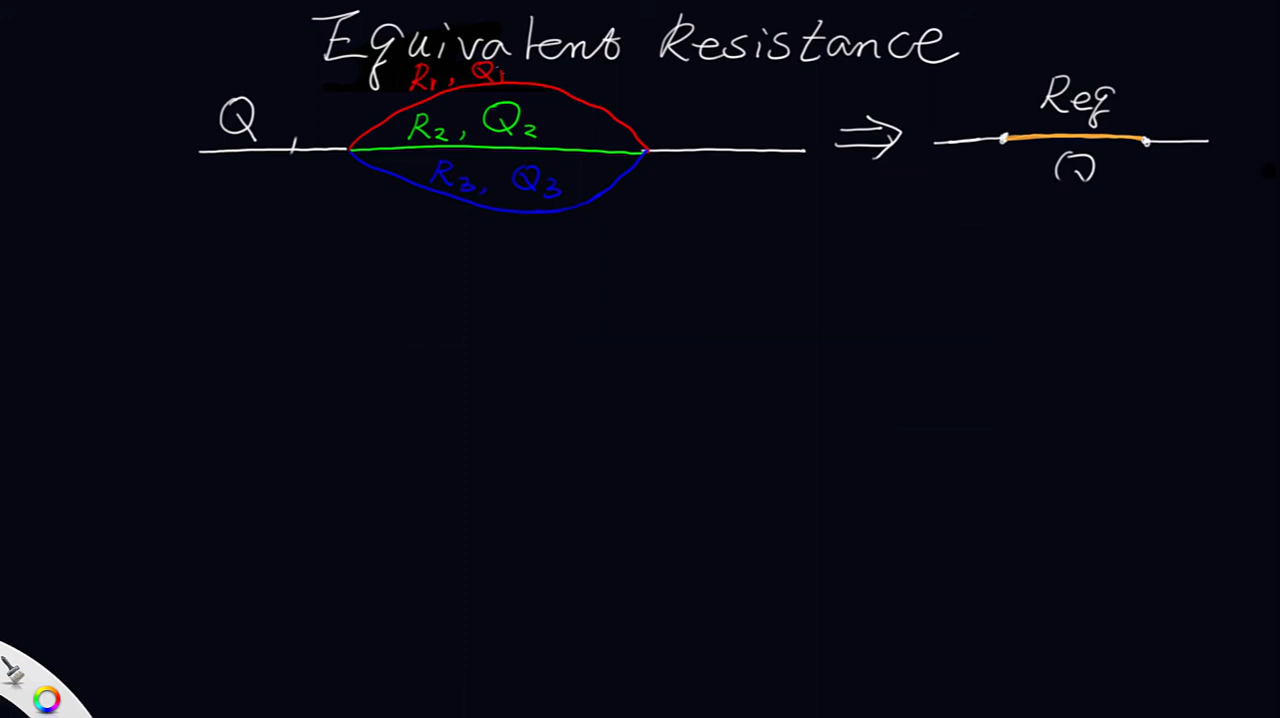 Equivalent Resistance
R1, Q1
Q,
R2, Q2
R3, Q3
⇒
Req
Q